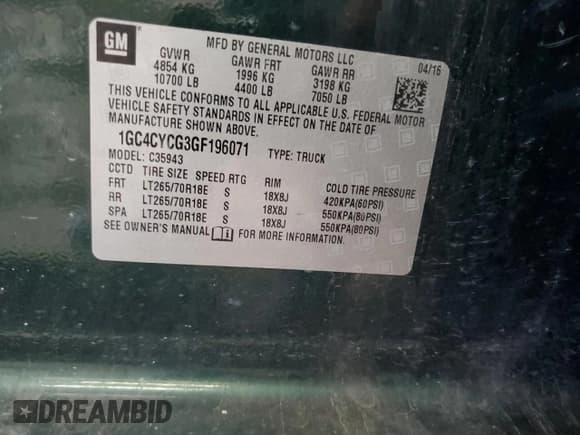 GM
MFD BY GENERAL MOTORS LLC
04/16
GVWR GAWR FRT GAWR RR
4854 KG 1996 KG 3198 KG
10700 LB 4400 LB 7050 LB
THIS VEHICLE CONFORMS TO ALL APPLICABLE U.S. FEDERAL MOTOR
VEHICLE SAFETY STANDARDS IN EFFECT ON THE DATE OF
MANUFACTURE SHOWN ABOVE.
1GC4CYCG3GF196071 TYPE: TRUCK
MODEL: C35943
CCTD TIRE SIZE SPEED RTG RIM COLD TIRE PRESSURE
FRT LT265/70R18E S 18X8J 420KPA(60PSI)
RR LT265/70R18E S 18X8J 550KPA(80PSI)
SPA LT265/70R18E S 18X8J 550KPA(80PSI)
SEE OWNER'S MANUAL FOR MORE INFORMATION.
DREAMBID